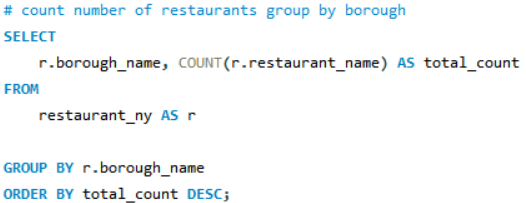 # count number of restaurants group by borough
SELECT
r.borough_name, COUNT(r.restaurant_name) AS total_count
FROM
restaurant_ny AS r
GROUP BY r.borough_name
ORDER BY total_count DESC;